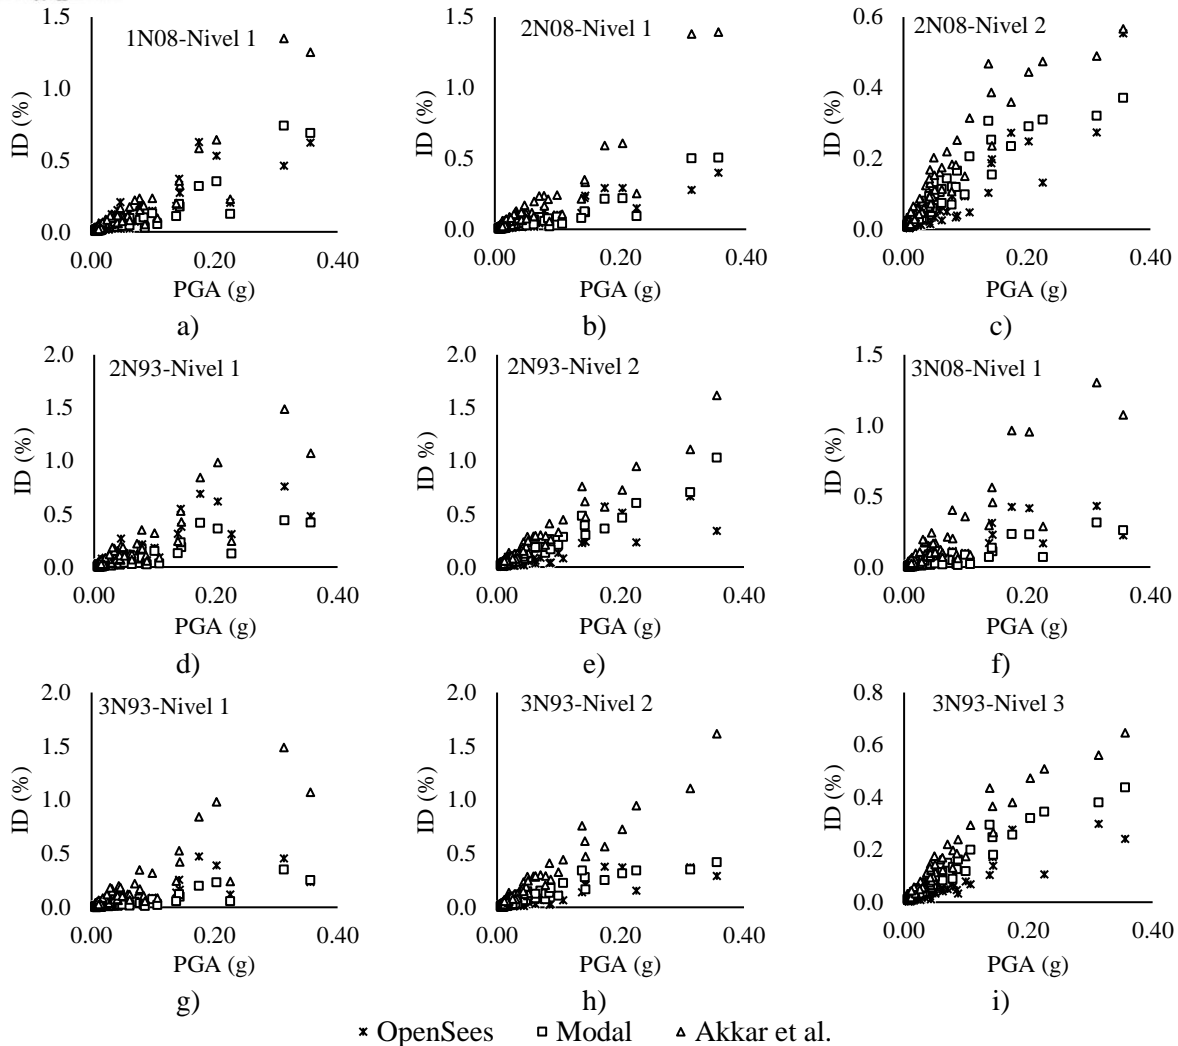 1N08-Nivel 1
ID (%)
1.5
1.0
0.5
0.0
0.00 0.20 0.40
PGA (g)
a)
2N08-Nivel 1
ID (%)
1.5
1.0
0.5
0.0
0.00 0.20 0.40
PGA (g)
b)
2N08-Nivel 2
ID (%)
0.6
0.4
0.2
0.0
0.00 0.20 0.40
PGA (g)
c)
2N93-Nivel 1
ID (%)
2.0
1.5
1.0
0.5
0.0
0.00 0.20 0.40
PGA (g)
d)
2N93-Nivel 2
ID %)
2.0
1.5
1.0
0.5
0.0
0.00 0.20 0.40
PGA (g)
e)
3N08-Nivel 1
ID (%)
1.5
1.0
0.5
0.0
0.00 0.20 0.40
PGA (g)
f)
3N93-Nivel 1
ID (%)
2.0
1.5
1.0
0.5
0.0
0.00 0.20 0.40
PGA (g)
g)
3N93-Nivel 2
ID (%)
2.0
1.5
1.0
0.5
0.0
0.00 0.20 0.40
PGA (g)
h)
3N93-Nivel 3
ID (%)
0.8
0.6
0.4
0.2
0.0
0.00 0.20 0.40
PGA (g)
i)
OpenSees Modal Akkar et al.